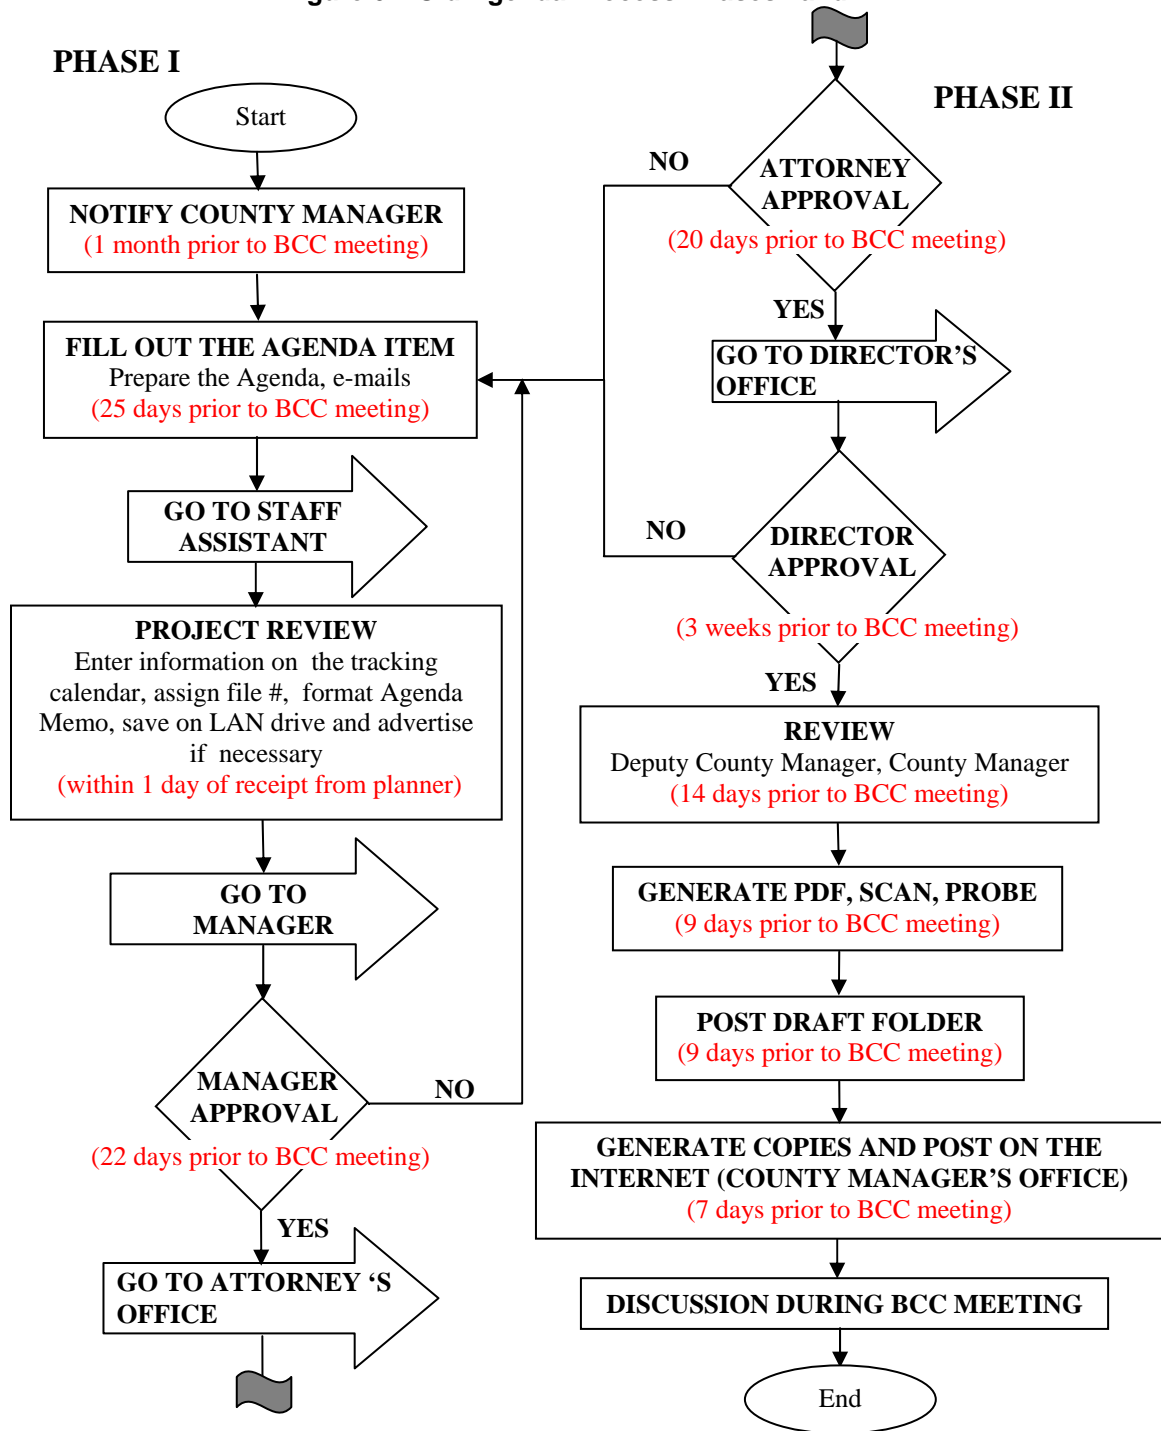 PHASE I
Start
NOTIFY COUNTY MANAGER
(1 month prior to BCC meeting)
FILL OUT THE AGENDA ITEM
Prepare the Agenda, e-mails
(25 days prior to BCC meeting)
GO TO STAFF
ASSISTANT
PROJECT REVIEW
Enter information on the tracking
calendar, assign file #, format Agenda
Memo, save on LAN drive and advertise
if necessary
(within 1 day of receipt from planner)
GO TO
MANAGER
MANAGER
APPROVAL
NO
(22 days prior to BCC meeting)
YES
GO TO ATTORNEY ‘S
OFFICE
PHASE II
NO
ATTORNEY
APPROVAL
(20 days prior to BCC meeting)
YES
GO TO DIRECTOR’S
OFFICE
NO
DIRECTOR
APPROVAL
(3 weeks prior to BCC meeting)
YES
REVIEW
Deputy County Manager, County Manager
(14 days prior to BCC meeting)
GENERATE PDF, SCAN, PROBE
(9 days prior to BCC meeting)
POST DRAFT FOLDER
(9 days prior to BCC meeting)
GENERATE COPIES AND POST ON THE
INTERNET (COUNTY MANAGER’S OFFICE)
(7 days prior to BCC meeting)
DISCUSSION DURING BCC MEETING
End